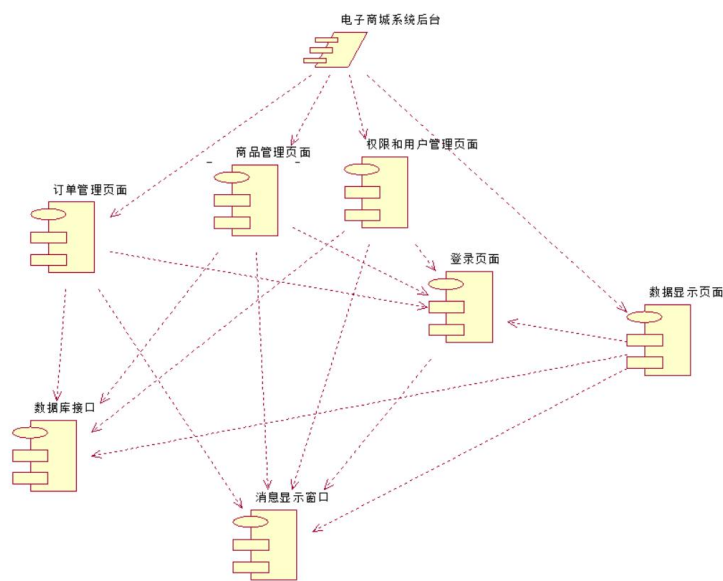 电子商城系统后台
商品管理页面
权限和用户管理页面
订单管理页面
登录页面
数据显示页面
数据库接口
消息显示窗口